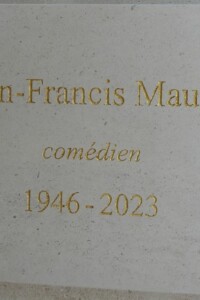 n-Francis Mau
comédien
1946-2023